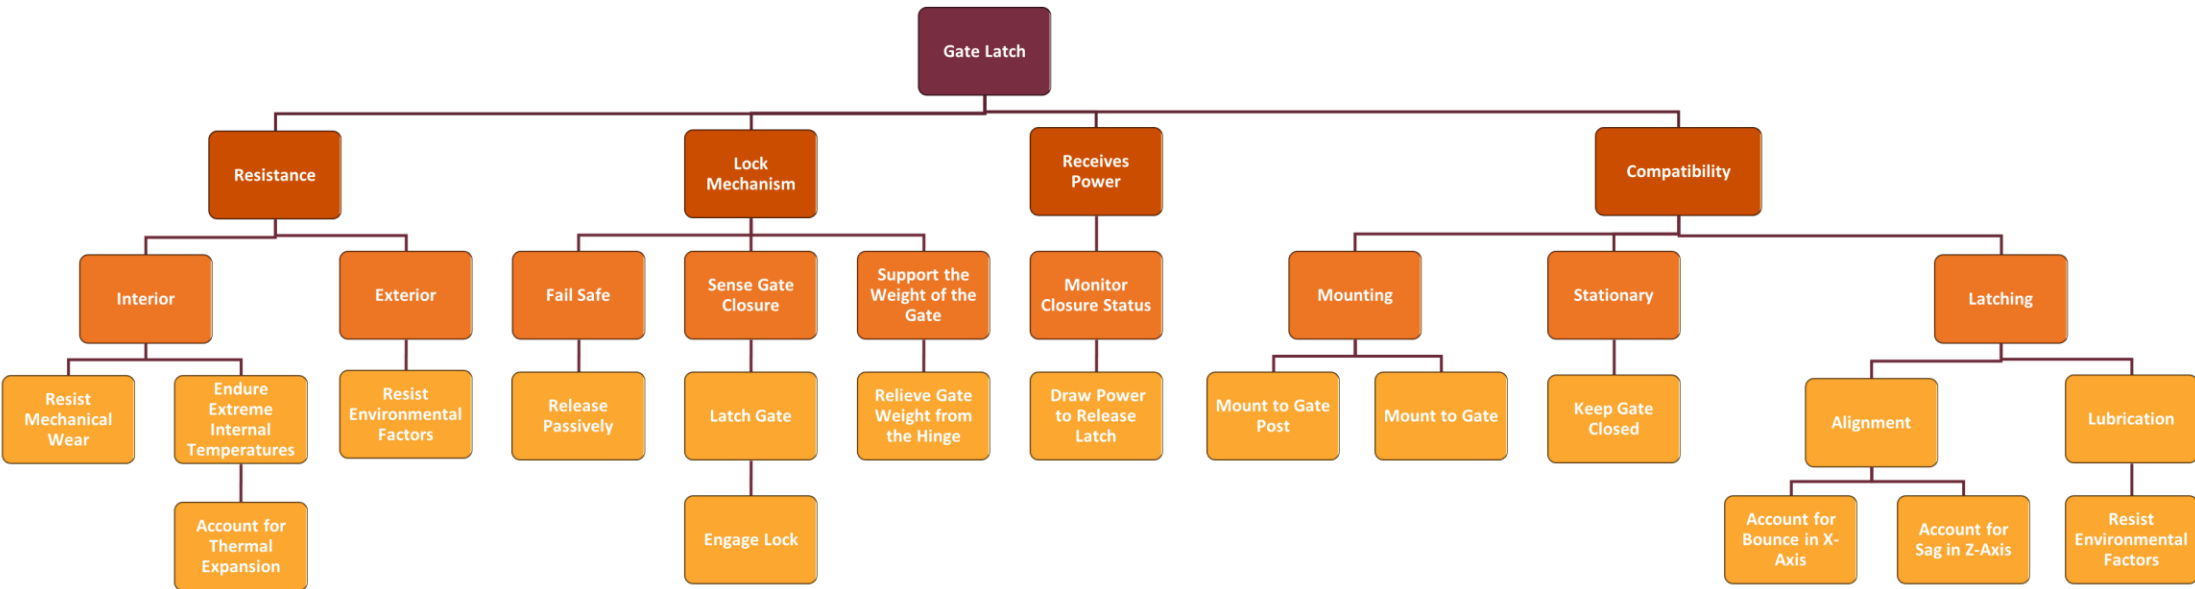 Gate Latch
Resistance
Lock
Mechanism
Receives
Power
Compatibility
Interior
Exterior
Fail Safe
Sense Gate
Closure
Support the
Weight of the
Gate
Monitor
Closure Status
Mounting
Stationary
Latching
Resist
Mechanical
Wear
Endure
Extreme
Internal
Temperatures
Resist
Environmental
Factors
Release
Passively
Latch Gate
Relieve Gate
Weight from
the Hinge
Draw Power
to Release
Latch
Mount to Gate
Post
Mount to Gate
Keep Gate
Closed
Alignment
Lubrication
Account for
Thermal
Expansion
Engage Lock
Account for
Bounce in X-
Axis
Account for
Sag in Z-Axis
Resist
Environmental
Factors